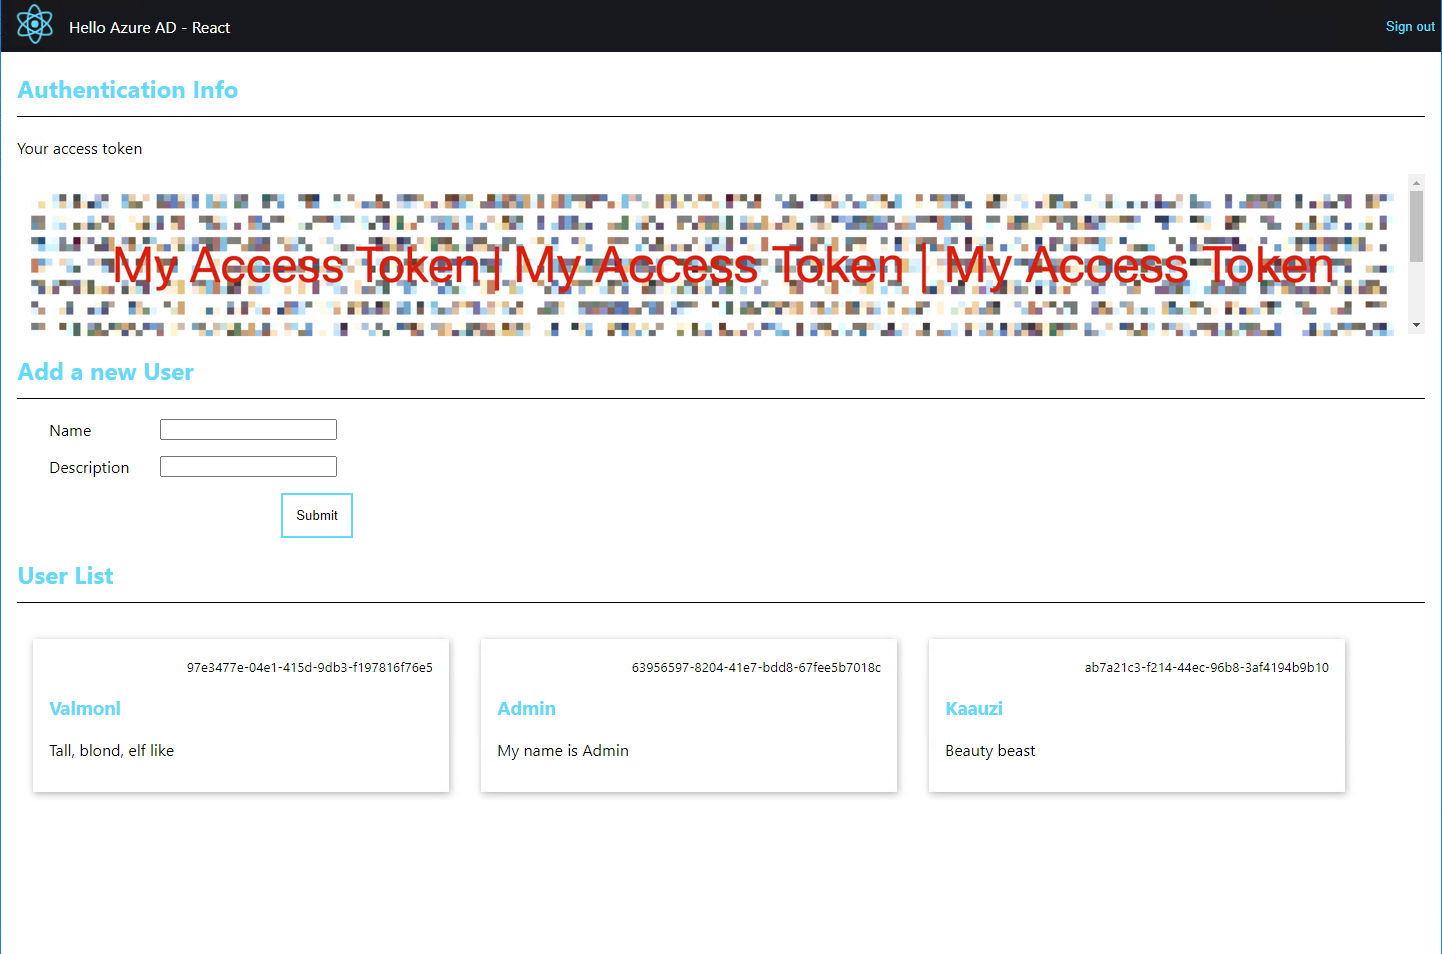 Hello Azure AD - React
Sign out
Authentication Info
Your access token
My Access Token | My Access Token | My Access Token
Add a new User
Name
Description
Submit
User List
97e3477e-04e1-415d-9db3-f197816f76e5
Valmonl
Tall, blond, elf like
63956597-8204-41e7-bdd8-67fee5b7018c
Admin
My name is Admin
ab7a21c3-f214-44ec-96b8-3af4194b9b10
Kaauzi
Beauty beast